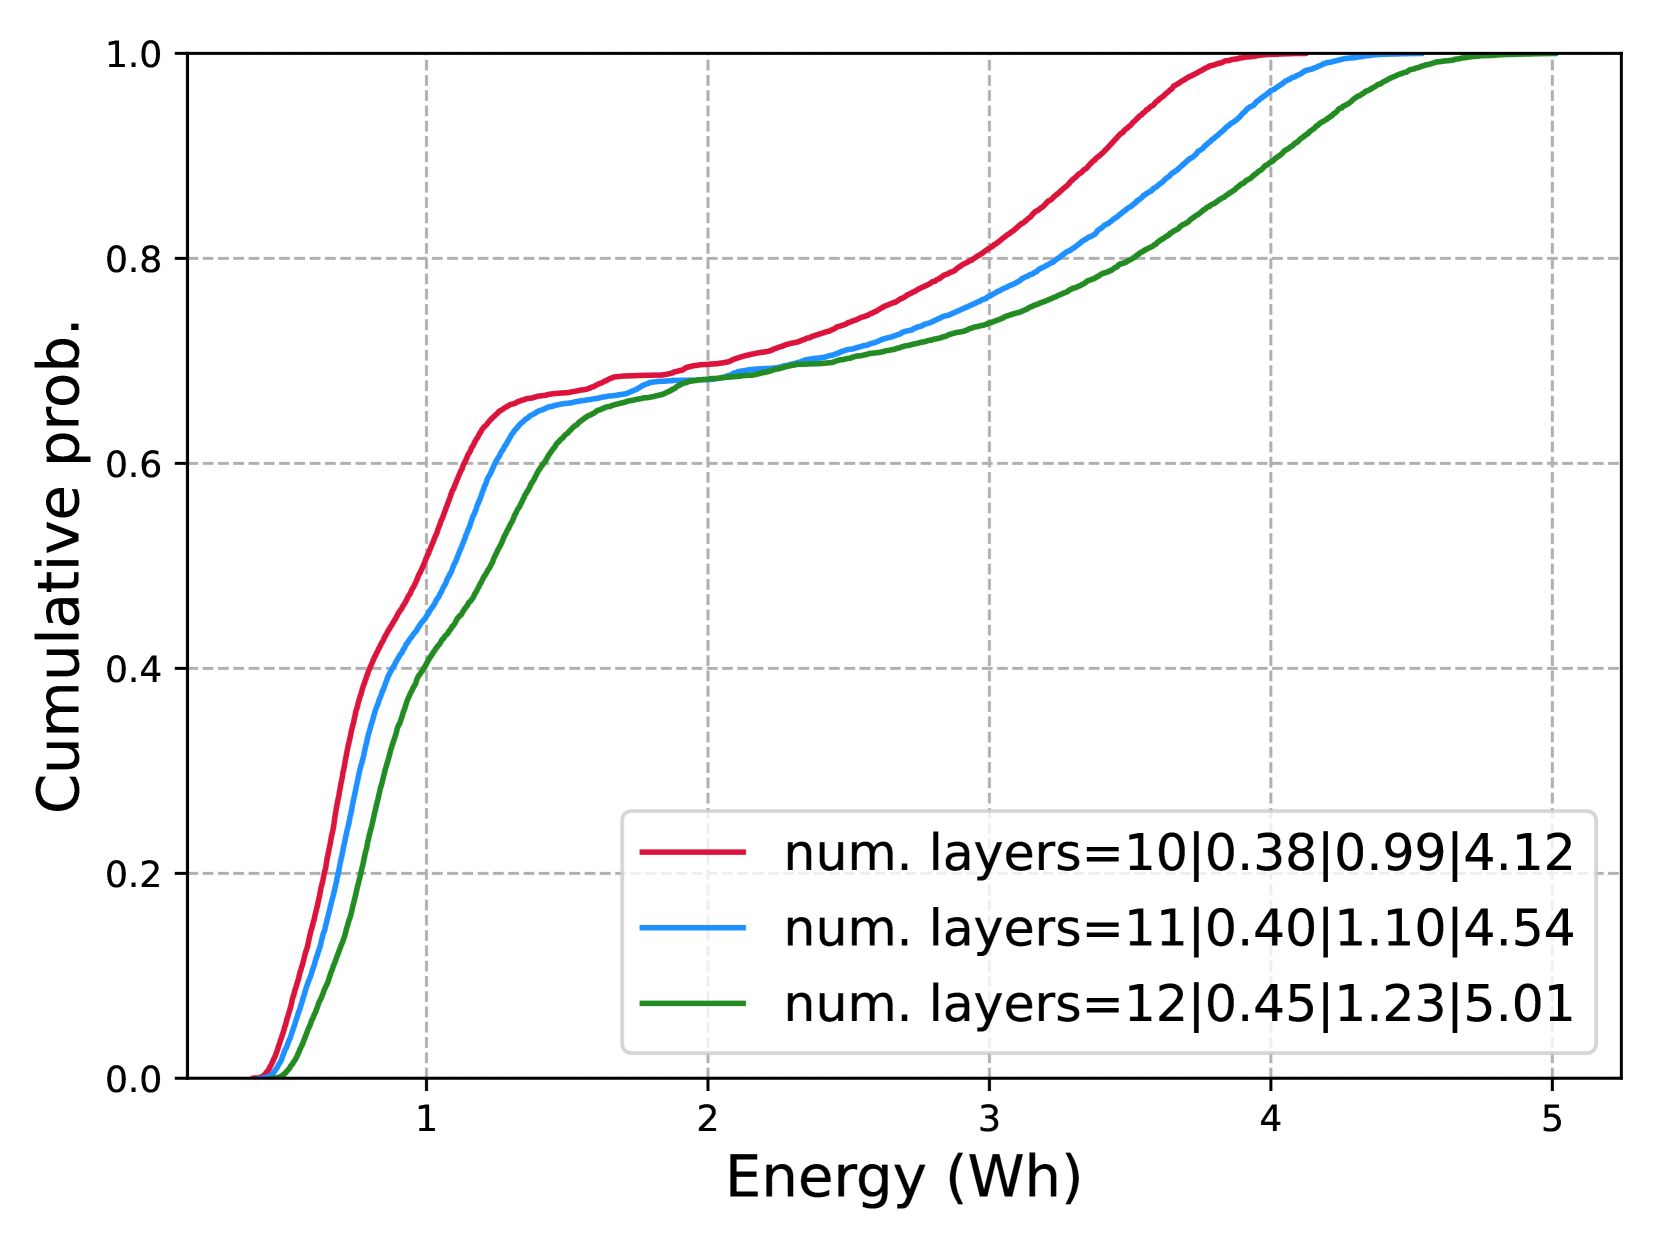 1.0
0.8
0.6
0.4
0.2
0.0
Cumulative prob.
num. layers=10|0.38|0.99|4.12
num. layers=11|0.40|1.10|4.54
num. layers=12|0.45|1.23|5.01
1 2 3 4 5
Energy (Wh)